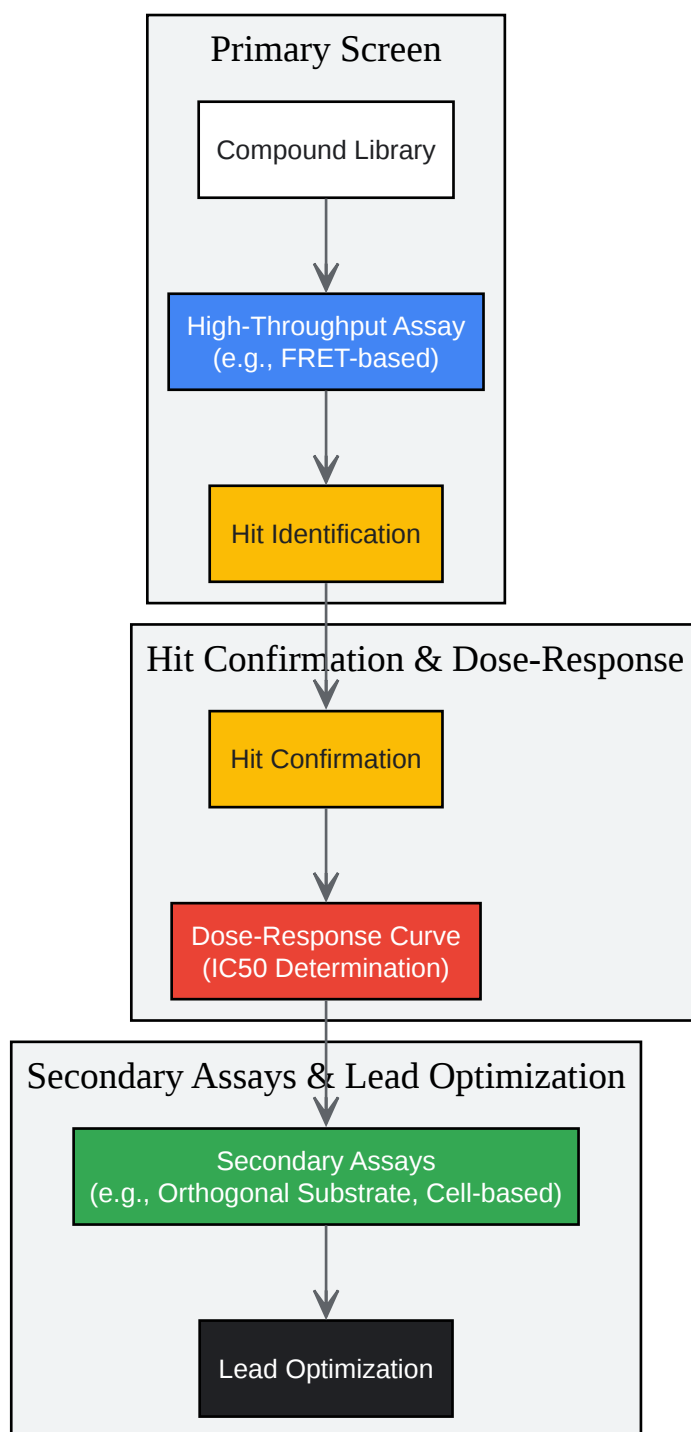 Primary Screen
Compound Library
High-Throughput Assay
(e.g., FRET-based)
Hit Identification
Hit Confirmation & Dose-Response
Hit Confirmation
Dose-Response Curve
(IC50 Determination)
Secondary Assays & Lead Optimization
Secondary Assays
(e.g., Orthogonal Substrate, Cell-based)
Lead Optimization